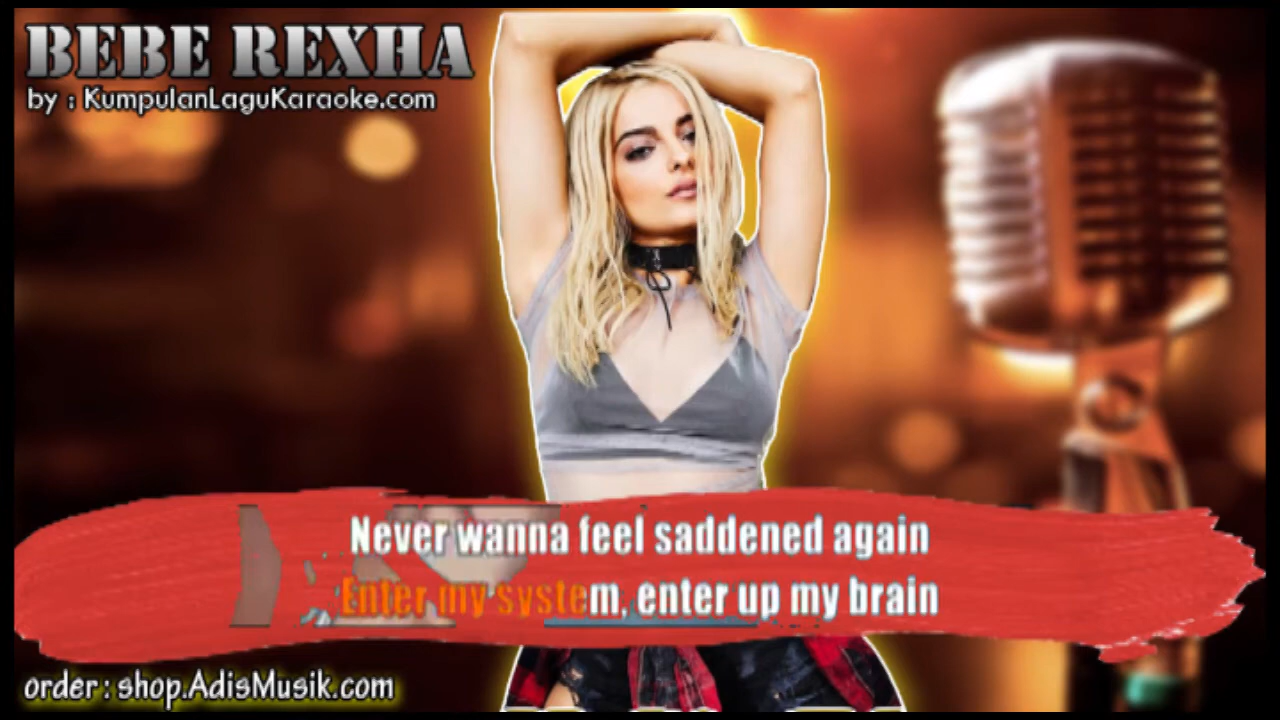 BEBE REXHA
by : KumpulanLaguKaraoke.com
Never wanna feel saddened again
Enter my system, enter up my brain
order : shop.AdisMusik.com